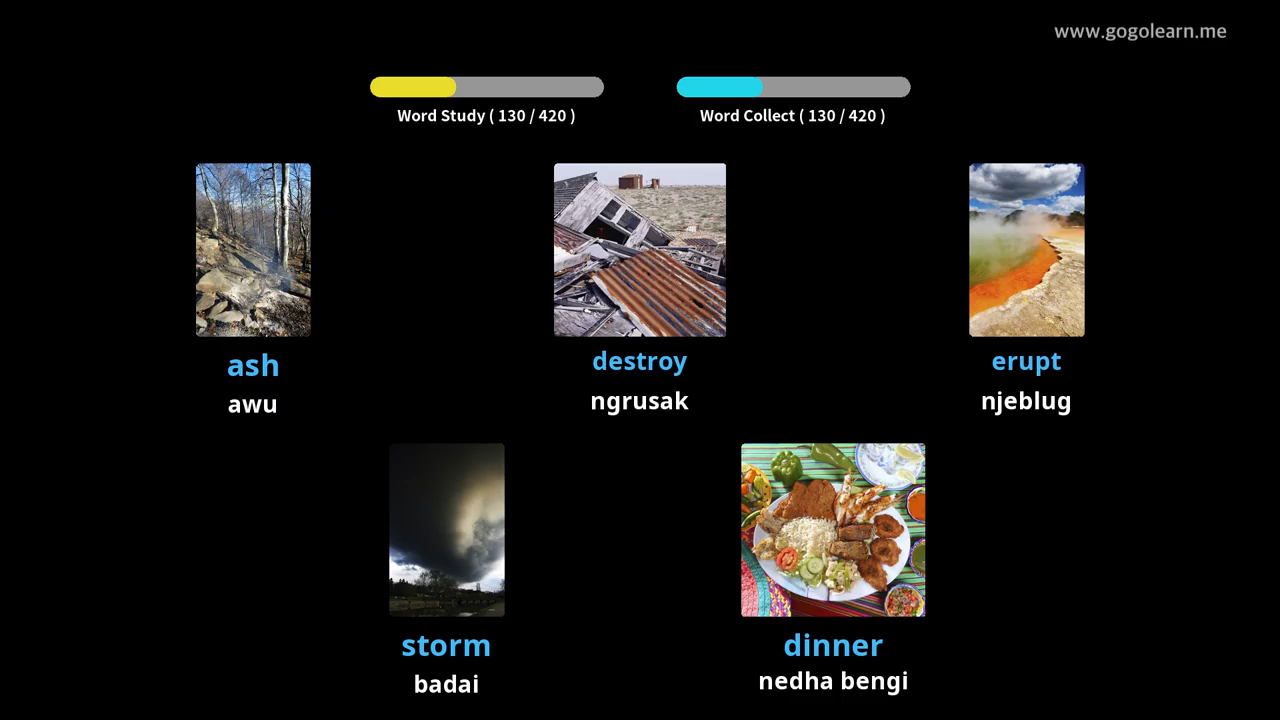 www.gogolearn.me
Word Study ( 130 / 420 )
Word Collect ( 130 / 420 )
ash
awu
destroy
ngrusak
erupt
njeblug
storm
badai
dinner
nedha bengi